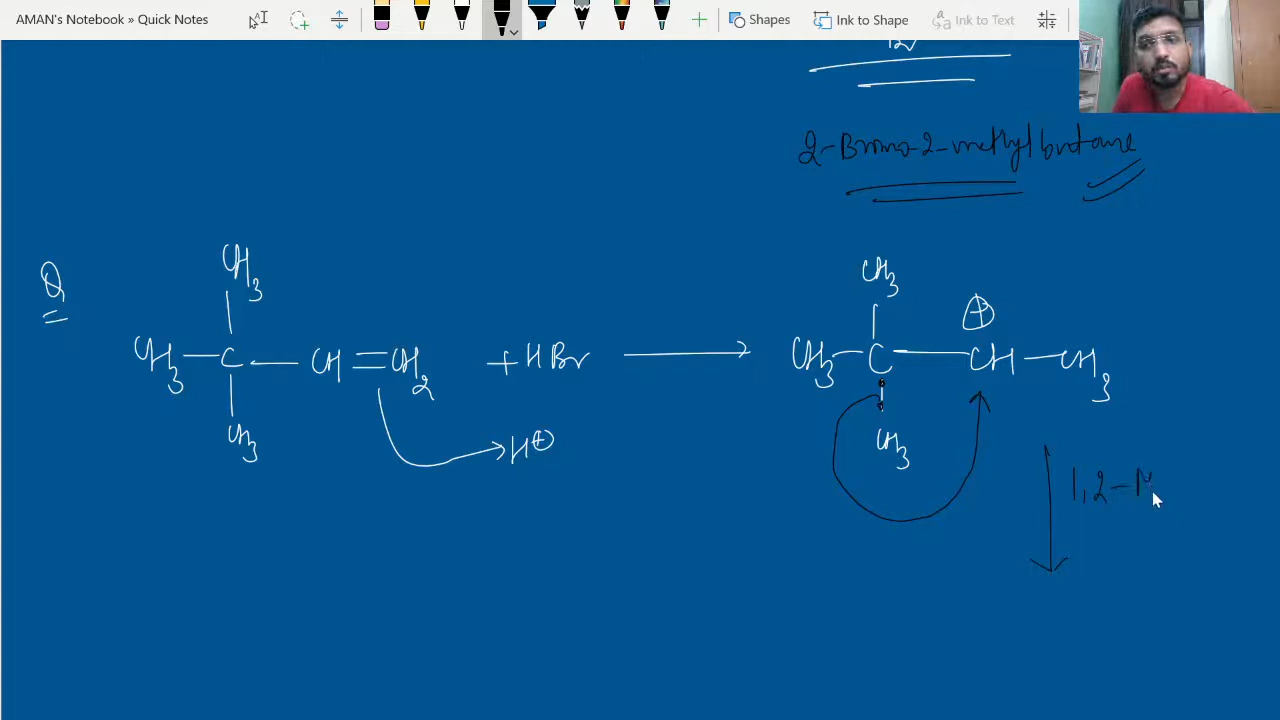 AMAN's Notebook » Quick Notes
Shapes
Ink to Shape
Ink to Text
2-Bromo-2-methylbutane
Q
CH3
CH3-C-CH=CH2 +HBr
CH3
H⊕
CH3
⊕
CH3-C-CH-CH3
CH3
1,2-M